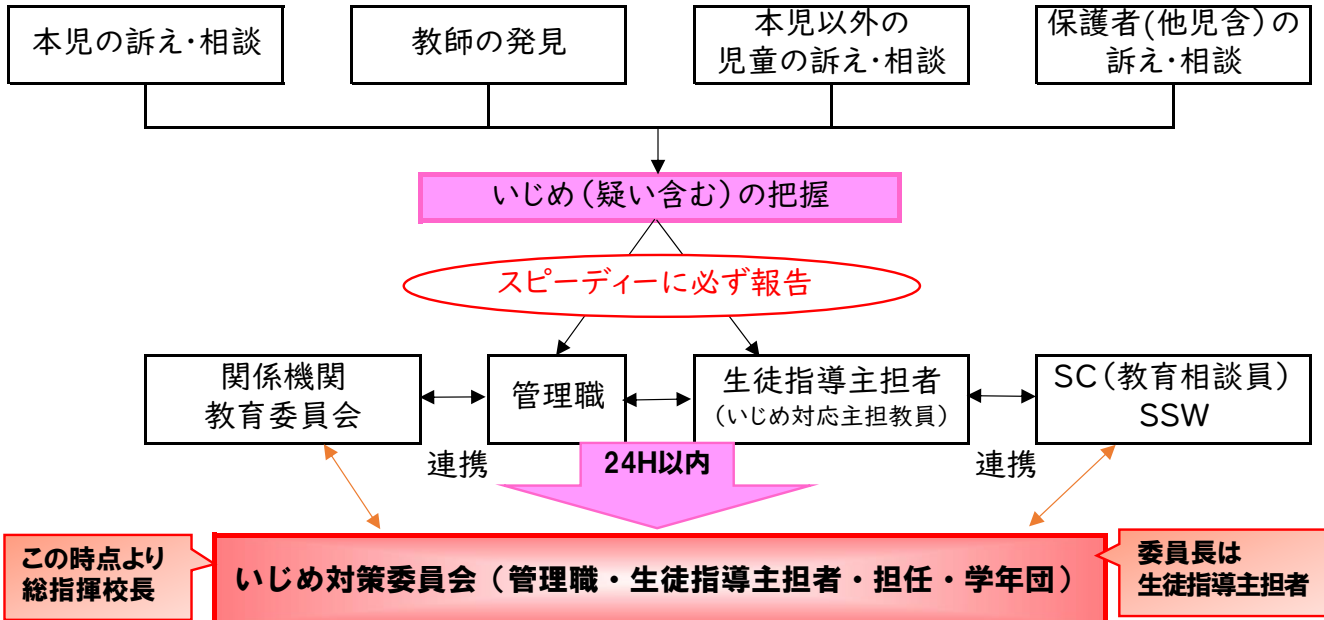 本児の訴え・相談
教師の発見
本児以外の
児童の訴え・相談
保護者(他児含)の
訴え・相談
いじめ（疑い含む）の把握
スピーディーに必ず報告
関係機関
教育委員会
管理職
生徒指導主担者
（いじめ対応主担教員）
SC（教育相談員）
SSW
連携
24H以内
連携
この時点より
総指揮校長
いじめ対策委員会（管理職・生徒指導主担者・担任・学年団）
委員長は
生徒指導主担者